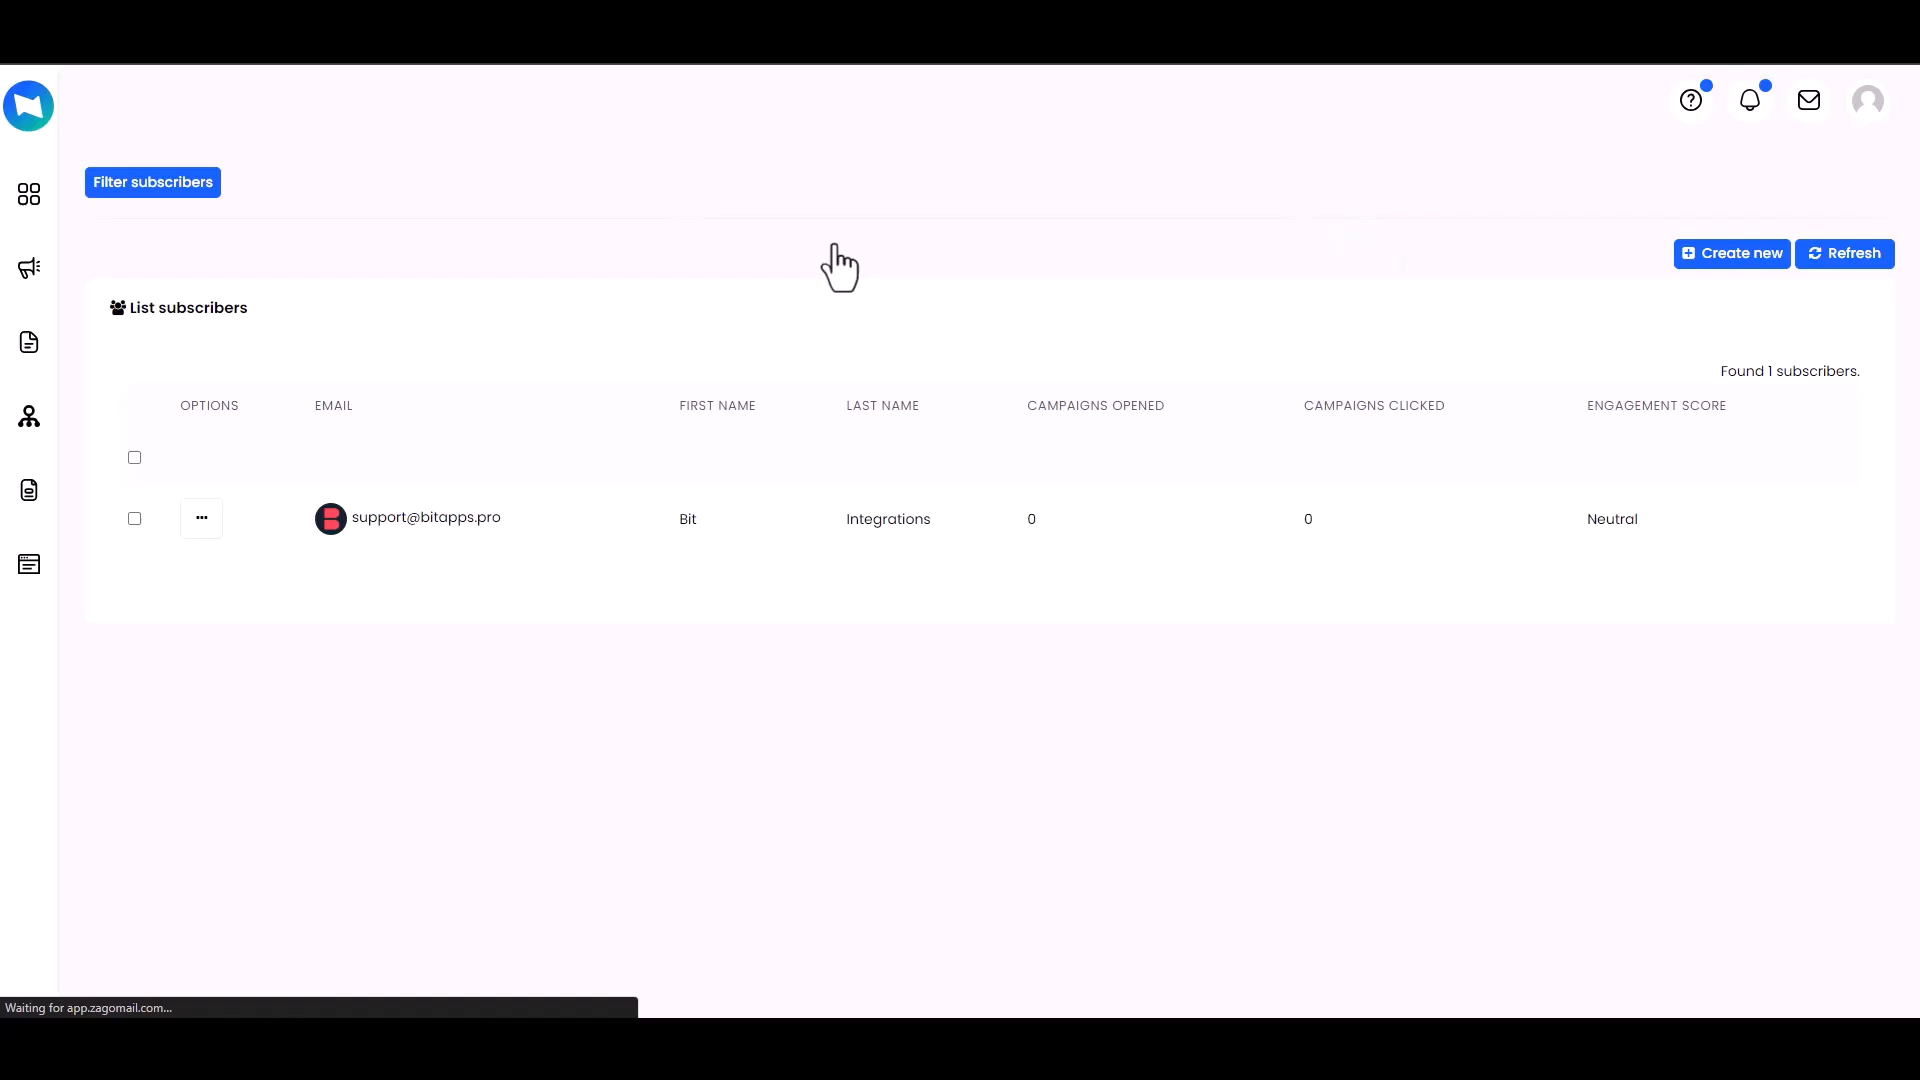 Filter subscribers
Create new
Refresh
List subscribers
Found 1 subscribers.
OPTIONS EMAIL FIRST NAME LAST NAME CAMPAIGNS OPENED CAMPAIGNS CLICKED ENGAGEMENT SCORE
support@bitapps.pro Bit Integrations 0 0 Neutral
Waiting for app.zagomail.com...